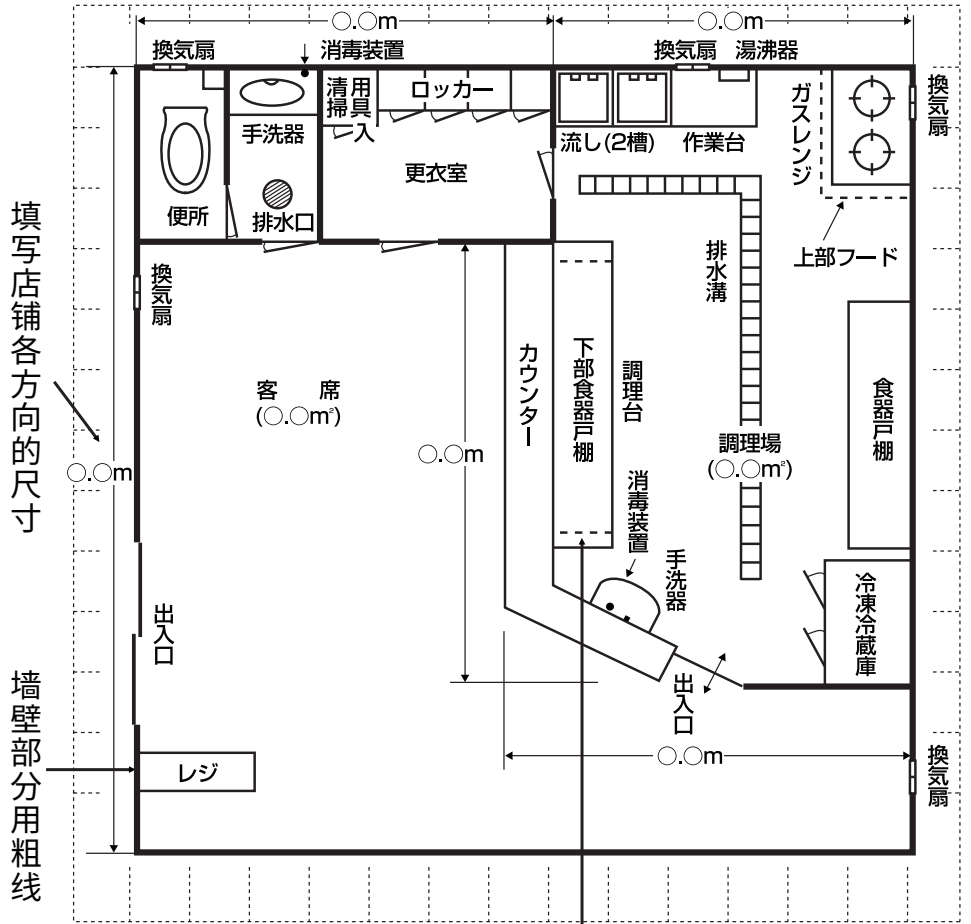 ○.○m
○.○m
換気扇
消毒装置
換気扇
湯沸器
清掃用具入
ロッカー
ガスレンジ
換気扇
手洗器
流し(2槽)
作業台
更衣室
便所
排水口
上部フード
排水溝
換気扇
填写店铺各方向的尺寸
客 席
(○.○㎡)
カウンター
下部食器戸棚
調理台
食器戸棚
調理場
(○.○㎡)
○.○m
○.○m
消毒装置
手洗器
冷凍冷蔵庫
出入口
出入口
墙壁部分用粗线
レジ
○.○m
換気扇